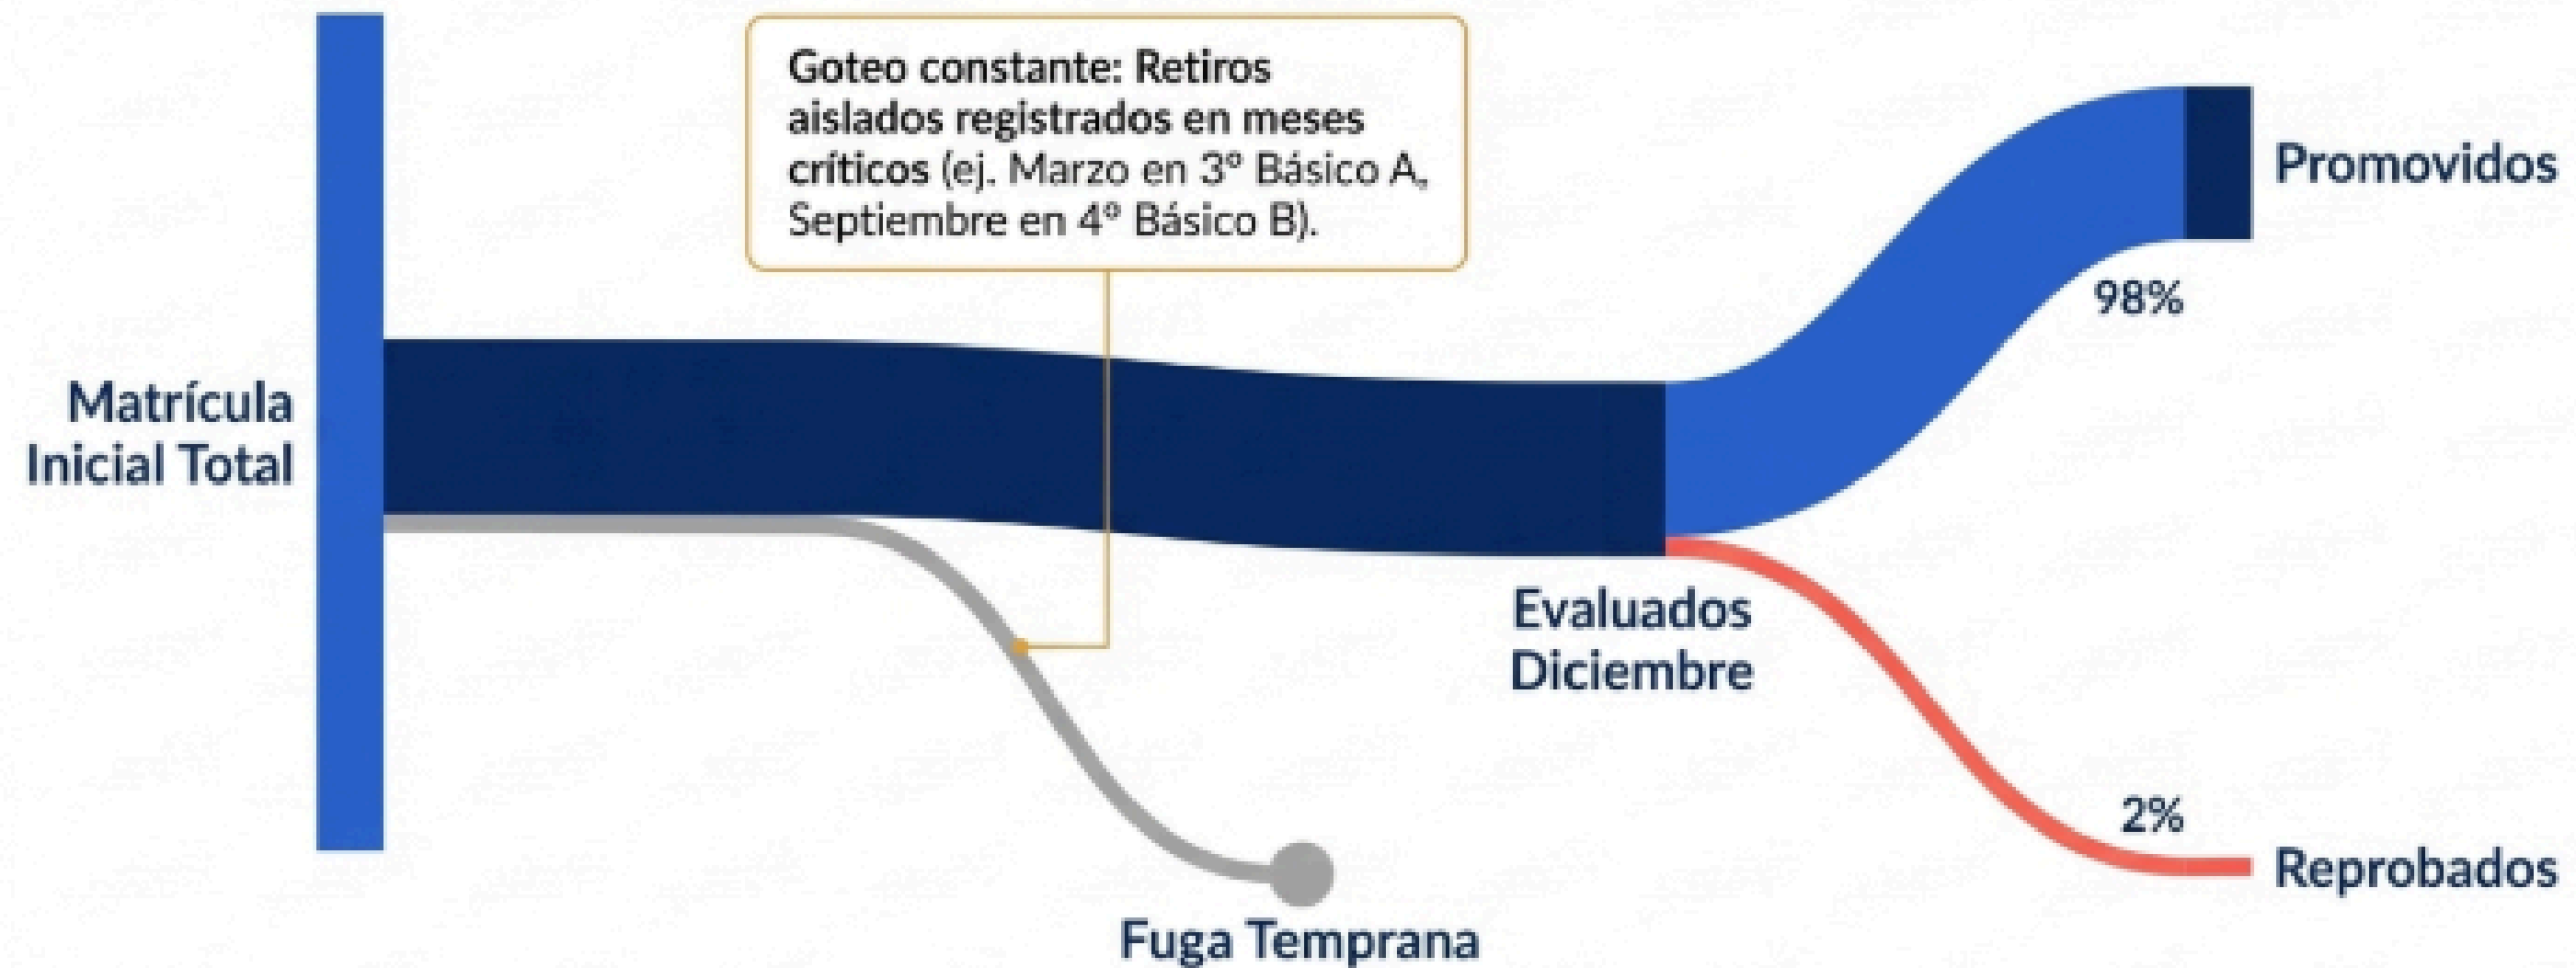 Goteo constante: Retiros
aislados registrados en meses
críticos (ej. Marzo en 3° Básico A,
Septiembre en 4° Básico B).
Matrícula
Inicial Total
Promovidos
98%
Evaluados
Diciembre
2%
Reprobados
Fuga Temprana